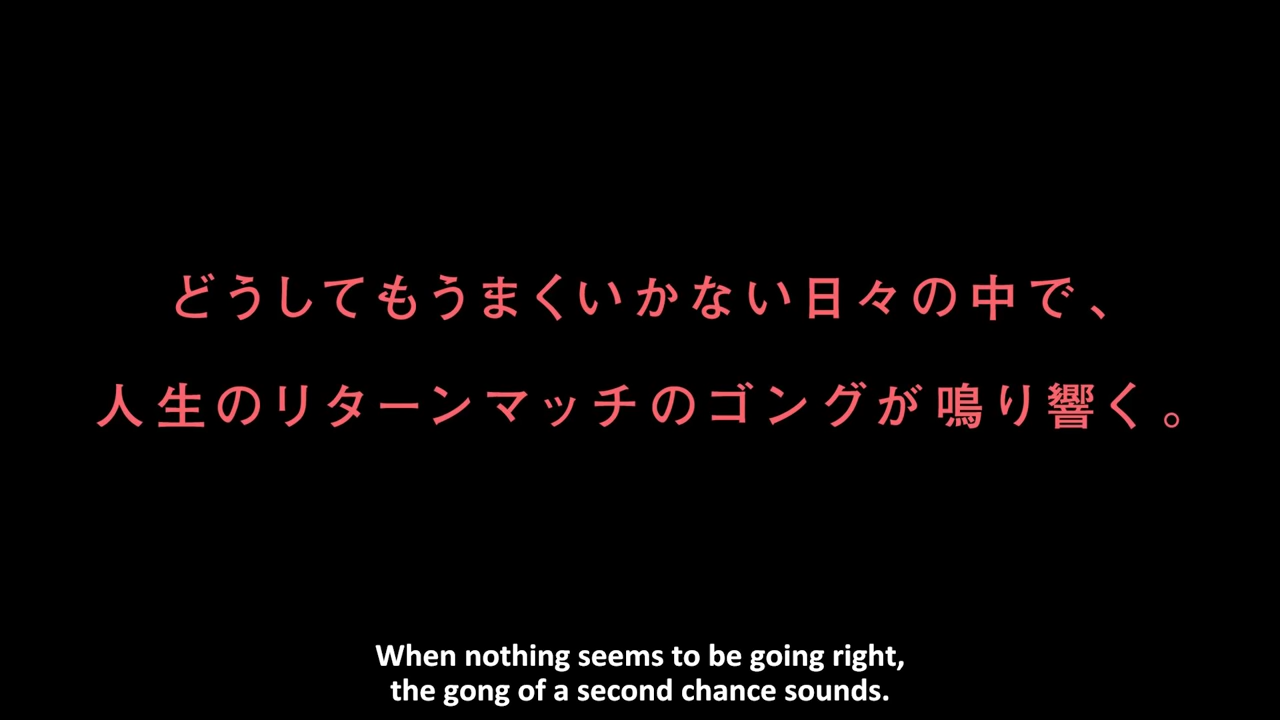 どうしてもうまくいかない日々の中で、
人生のリターンマッチのゴングが鳴り響く。
When nothing seems to be going right,
the gong of a second chance sounds.